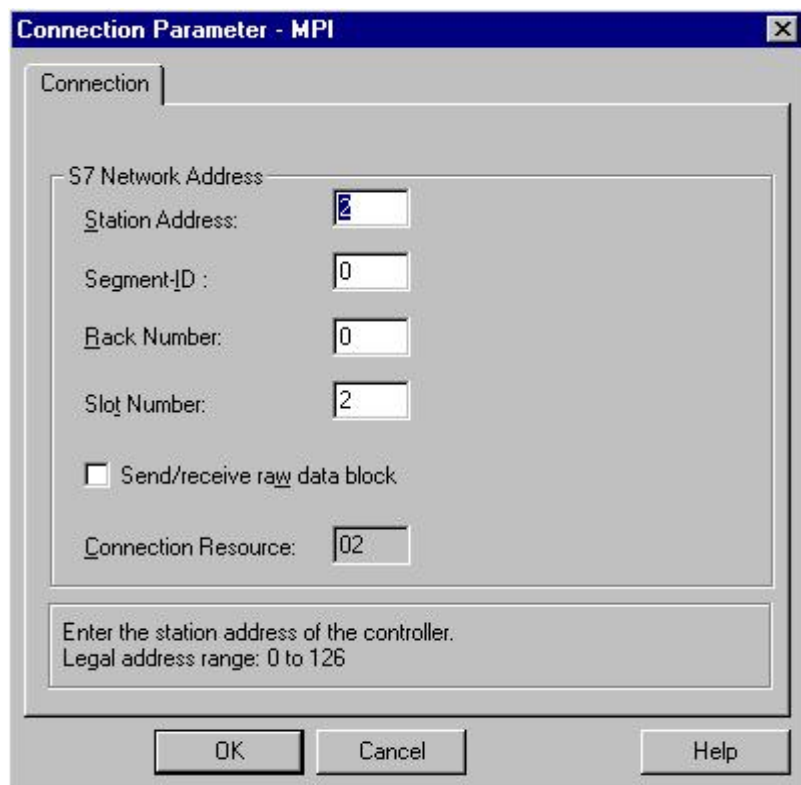 Connection Parameter - MPI
Connection
S7 Network Address
Station Address: 2
Segment-ID : 0
Rack Number: 0
Slot Number: 2
Send/receive raw data block
Connection Resource: 02
Enter the station address of the controller.
Legal address range: 0 to 126
OK Cancel Help